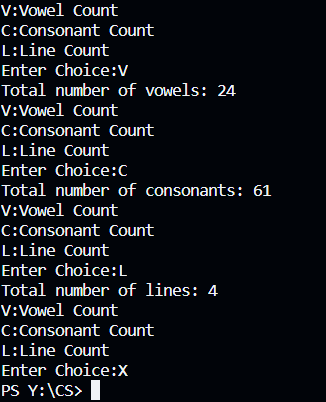 V:Vowel Count
C:Consonant Count
L:Line Count
Enter Choice:V
Total number of vowels: 24
V:Vowel Count
C:Consonant Count
L:Line Count
Enter Choice:C
Total number of consonants: 61
V:Vowel Count
C:Consonant Count
L:Line Count
Enter Choice:L
Total number of lines: 4
V:Vowel Count
C:Consonant Count
L:Line Count
Enter Choice:X
PS Y:\CS>